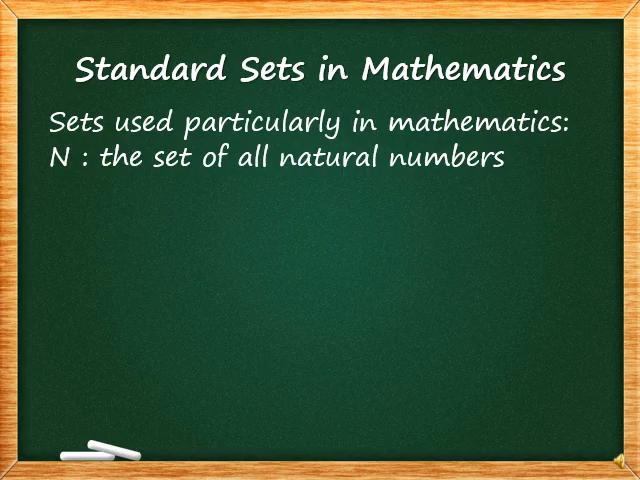 Standard Sets in Mathematics
Sets used particularly in mathematics:
N : the set of all natural numbers